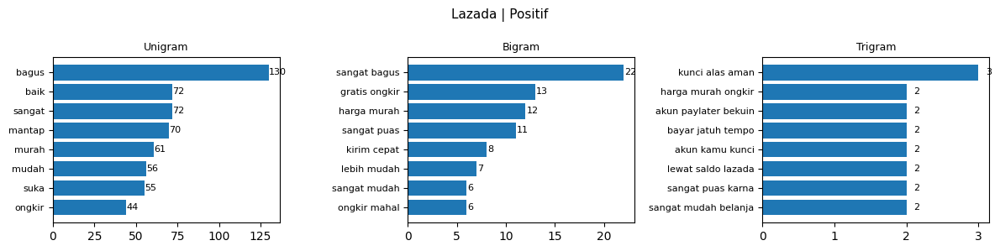 Lazada | Positif
Unigram
bagus 130
baik 72
sangat 72
mantap 70
murah 61
mudah 56
suka 55
ongkir 44
0 25 50 75 100 125
Bigram
sangat bagus 22
gratis ongkir 13
harga murah 12
sangat puas 11
kirim cepat 8
lebih mudah 7
sangat mudah 6
ongkir mahal 6
0 5 10 15 20
Trigram
kunci alas aman 3
harga murah ongkir 2
akun paylater bekuin 2
bayar jatuh tempo 2
akun kamu kunci 2
lewat saldo lazada 2
sangat puas karna 2
sangat mudah belanja 2
0 1 2 3